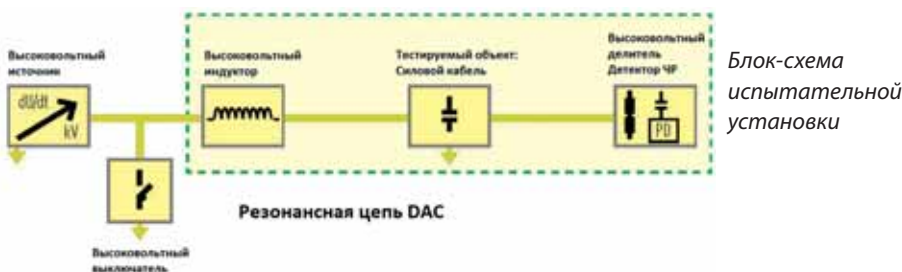 Высоковольтный
источник
dU/dt
kV
Высоковольтный
индуктор
Тестируемый объект:
Силовой кабель
Высоковольтный
делитель
Детектор ЧР
PD
Блок-схема
испытательной
установки
Резонансная цепь DAC
Высоковольтный
выключатель